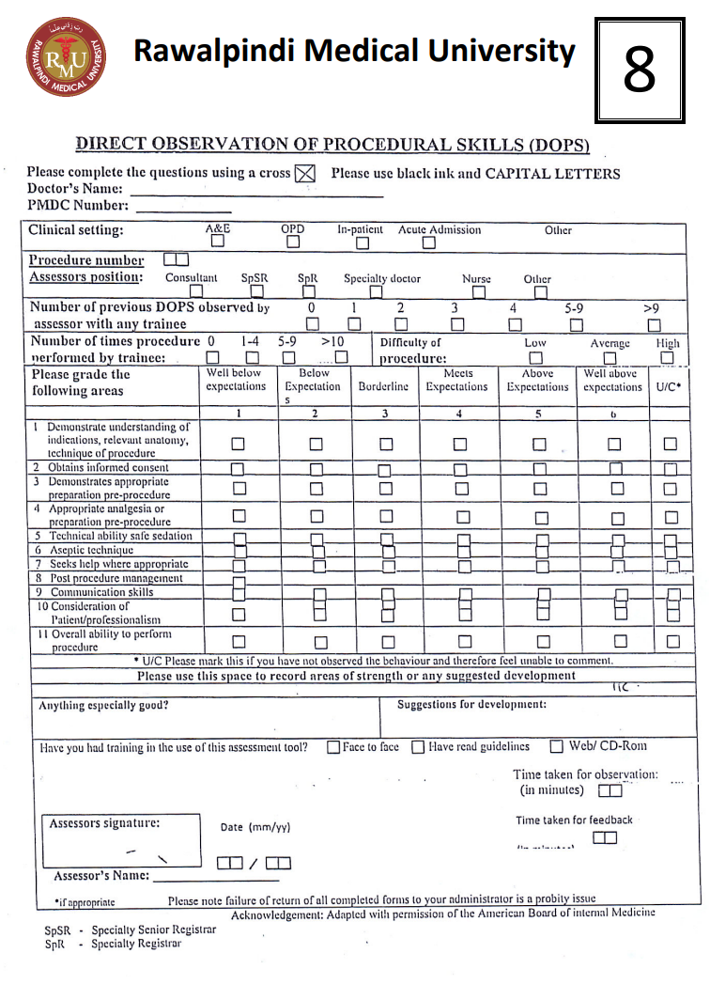 RAWALPINDI MEDICAL UNIVERSITY
RMU
Rawalpindi Medical University
8
DIRECT OBSERVATION OF PROCEDURAL SKILLS (DOPS)
Please complete the questions using a cross Please use black ink and CAPITAL LETTERS
Doctor's Name:
PMDC Number:
Clinical setting: A&E OPD In-patient Acute Admission Other
Procedure number
Assessors position: Consultant SpSR SpR Specialty doctor Nurse Other
Number of previous DOPS observed by 0 1 2 3 4 5-9 >9
assessor with any trainee
Number of times procedure 0 1-4 5-9 >10 Difficulty of Low Average High
performed by trainee: procedure:
Please grade the Well below Below Borderline Meets Above Well above U/C*
following areas expectations Expectation Expectations Expectations expectations
s
1 2 3 4 5 6
1 Demonstrate understanding of
indications, relevant anatomy,
technique of procedure
2 Obtains informed consent
3 Demonstrates appropriate
preparation pre-procedure
4 Appropriate analgesia or
preparation pre-procedure
5 Technical ability safe sedation
6 Aseptic technique
7 Seeks help where appropriate
8 Post procedure management
9 Communication skills
10 Consideration of
Patient/professionalism
11 Overall ability to perform
procedure
* U/C Please mark this if you have not observed the behaviour and therefore feel unable to comment.
Please use this space to record areas of strength or any suggested development
Anything especially good? Suggestions for development:
Have you had training in the use of this assessment tool? Face to face Have read guidelines Web/ CD-Rom
Time taken for observation:
(in minutes)
Time taken for feedback
Assessors signature: Date (mm/yy)
/
Assessor's Name:
*if appropriate Please note failure of return of all completed forms to your administrator is a probity issue
Acknowledgement: Adapted with permission of the American Board of internal Medicine
SpSR - Specialty Senior Registrar
SpR - Specialty Registrar